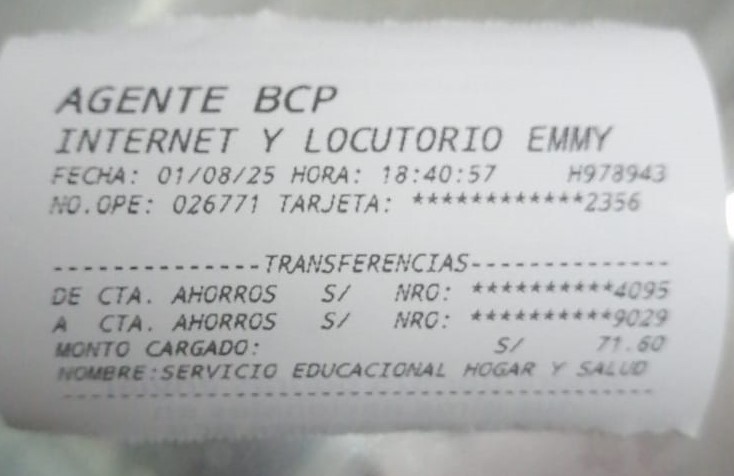 AGENTE BCP
INTERNET Y LOCUTORIO EMMY
FECHA: 01/08/25 HORA: 18:40:57 H978943
NO.OPE: 026771 TARJETA: ************2356
--------------TRANSFERENCIAS--------------
DE CTA. AHORROS S/ NRO: **********4095
A CTA. AHORROS S/ NRO: **********9029
MONTO CARGADO: S/ 71.60
NOMBRE:SERVICIO EDUCACIONAL HOGAR Y SALUD
------------------------------------------